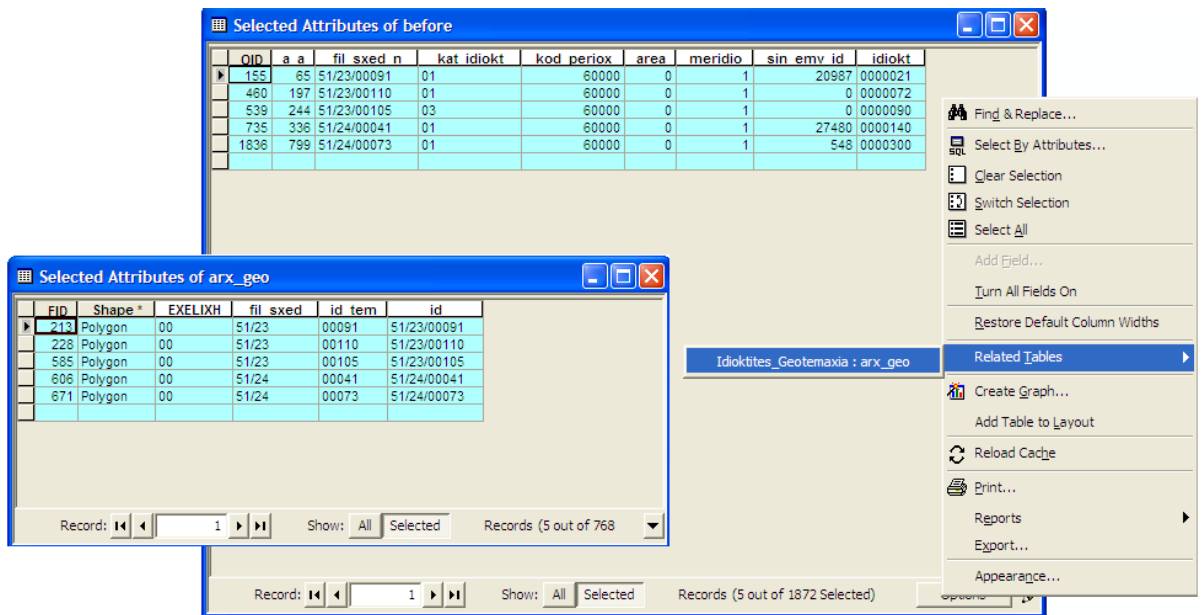 Selected Attributes of before
OID a_a fil_sxed_n kat_idiokt kod_periox area meridio sin_emv_id idiokt
155 65 51/23/00091 01 60000 0 1 20987 0000021
460 197 51/23/00110 01 60000 0 1 0 0000072
539 244 51/23/00105 03 60000 0 1 0 0000090
735 336 51/24/00041 01 60000 0 1 27480 0000140
1836 799 51/24/00073 01 60000 0 1 548 0000300
Find & Replace...
SQL Select By Attributes...
Clear Selection
Switch Selection
Select All
Add Field...
Turn All Fields On
Restore Default Column Widths
Related Tables
Idioktites_Geotemaxia : arx_geo
Create Graph...
Add Table to Layout
Reload Cache
Print...
Reports
Export...
Appearance...
Selected Attributes of arx_geo
FID Shape * EXELIXH fil_sxed id_tem id
213 Polygon 00 51/23 00091 51/23/00091
228 Polygon 00 51/23 00110 51/23/00110
585 Polygon 00 51/23 00105 51/23/00105
606 Polygon 00 51/24 00041 51/24/00041
671 Polygon 00 51/24 00073 51/24/00073
Record: 1 Show: All Selected Records (5 out of 768
Record: 1 Show: All Selected Records (5 out of 1872 Selected) Options